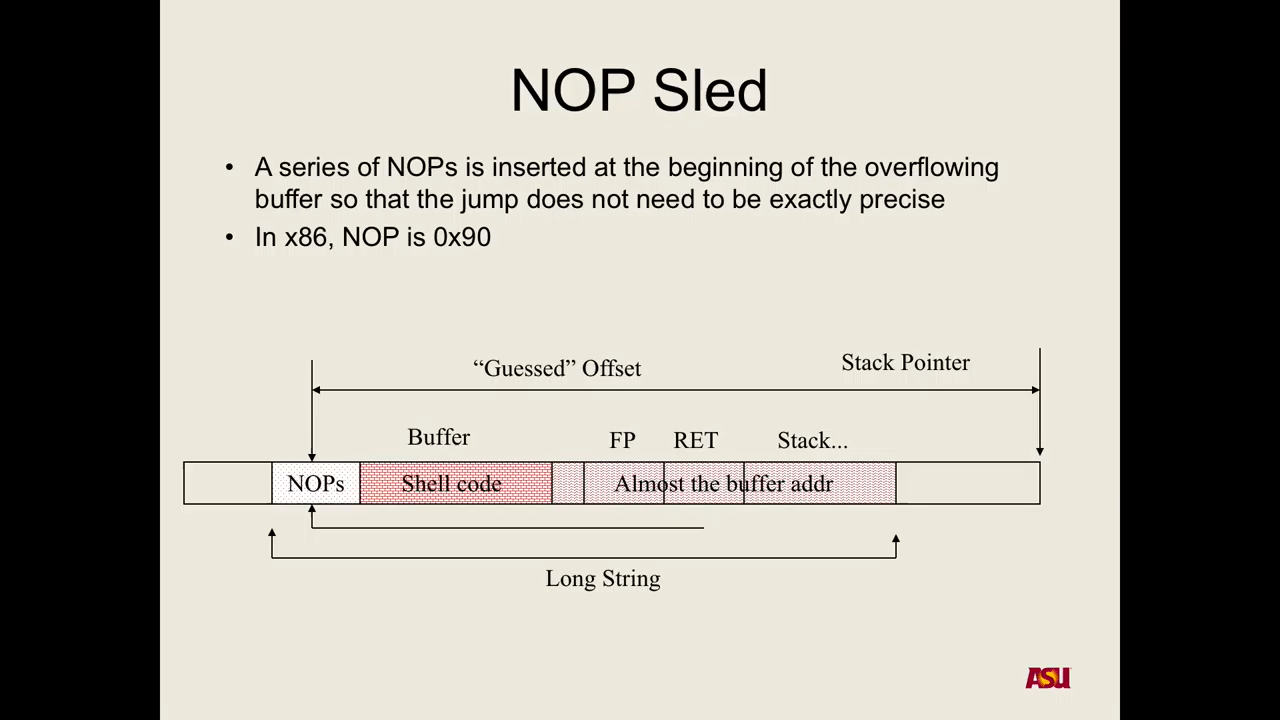 NOP Sled
• A series of NOPs is inserted at the beginning of the overflowing
buffer so that the jump does not need to be exactly precise
• In x86, NOP is 0x90
“Guessed” Offset
Stack Pointer
Buffer
FP
RET
Stack...
NOPs
Shell code
Almost the buffer addr
Long String
ASU